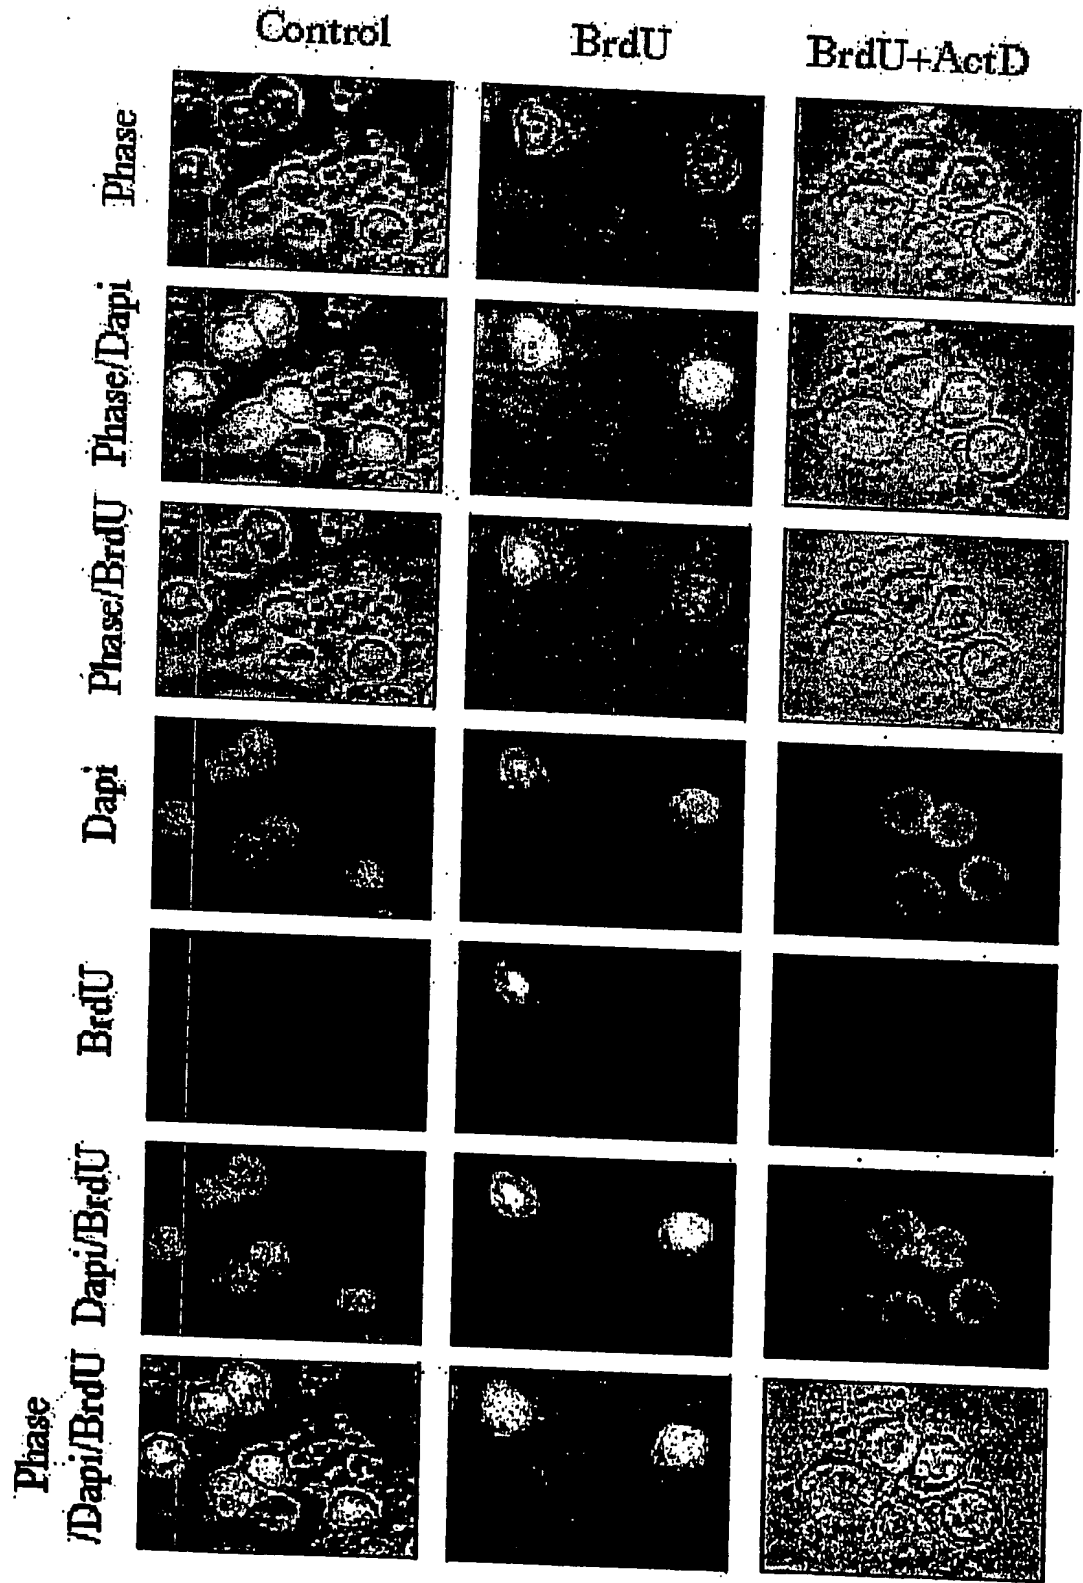 Control
BrdU
BrdU+ActD
Phase
Phase/Dapi
Phase/BrdU
Dapi
BrdU
Dapi/BrdU
Phase
/Dapi/BrdU